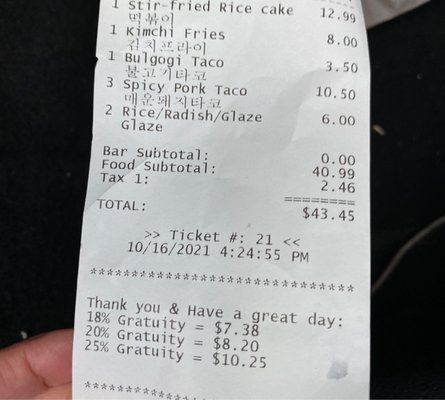 1 Stir-fried Rice cake 12.99
떡볶이
1 Kimchi Fries 8.00
김치프라이
1 Bulgogi Taco 3.50
불고기타코
3 Spicy Pork Taco 10.50
매운돼지타코
2 Rice/Radish/Glaze 6.00
Glaze
Bar Subtotal: 0.00
Food Subtotal: 40.99
Tax 1: 2.46
========
TOTAL: $43.45
>> Ticket #: 21 <<
10/16/2021 4:24:55 PM
********************************
Thank you & Have a great day:
18% Gratuity = $7.38
20% Gratuity = $8.20
25% Gratuity = $10.25
********************************